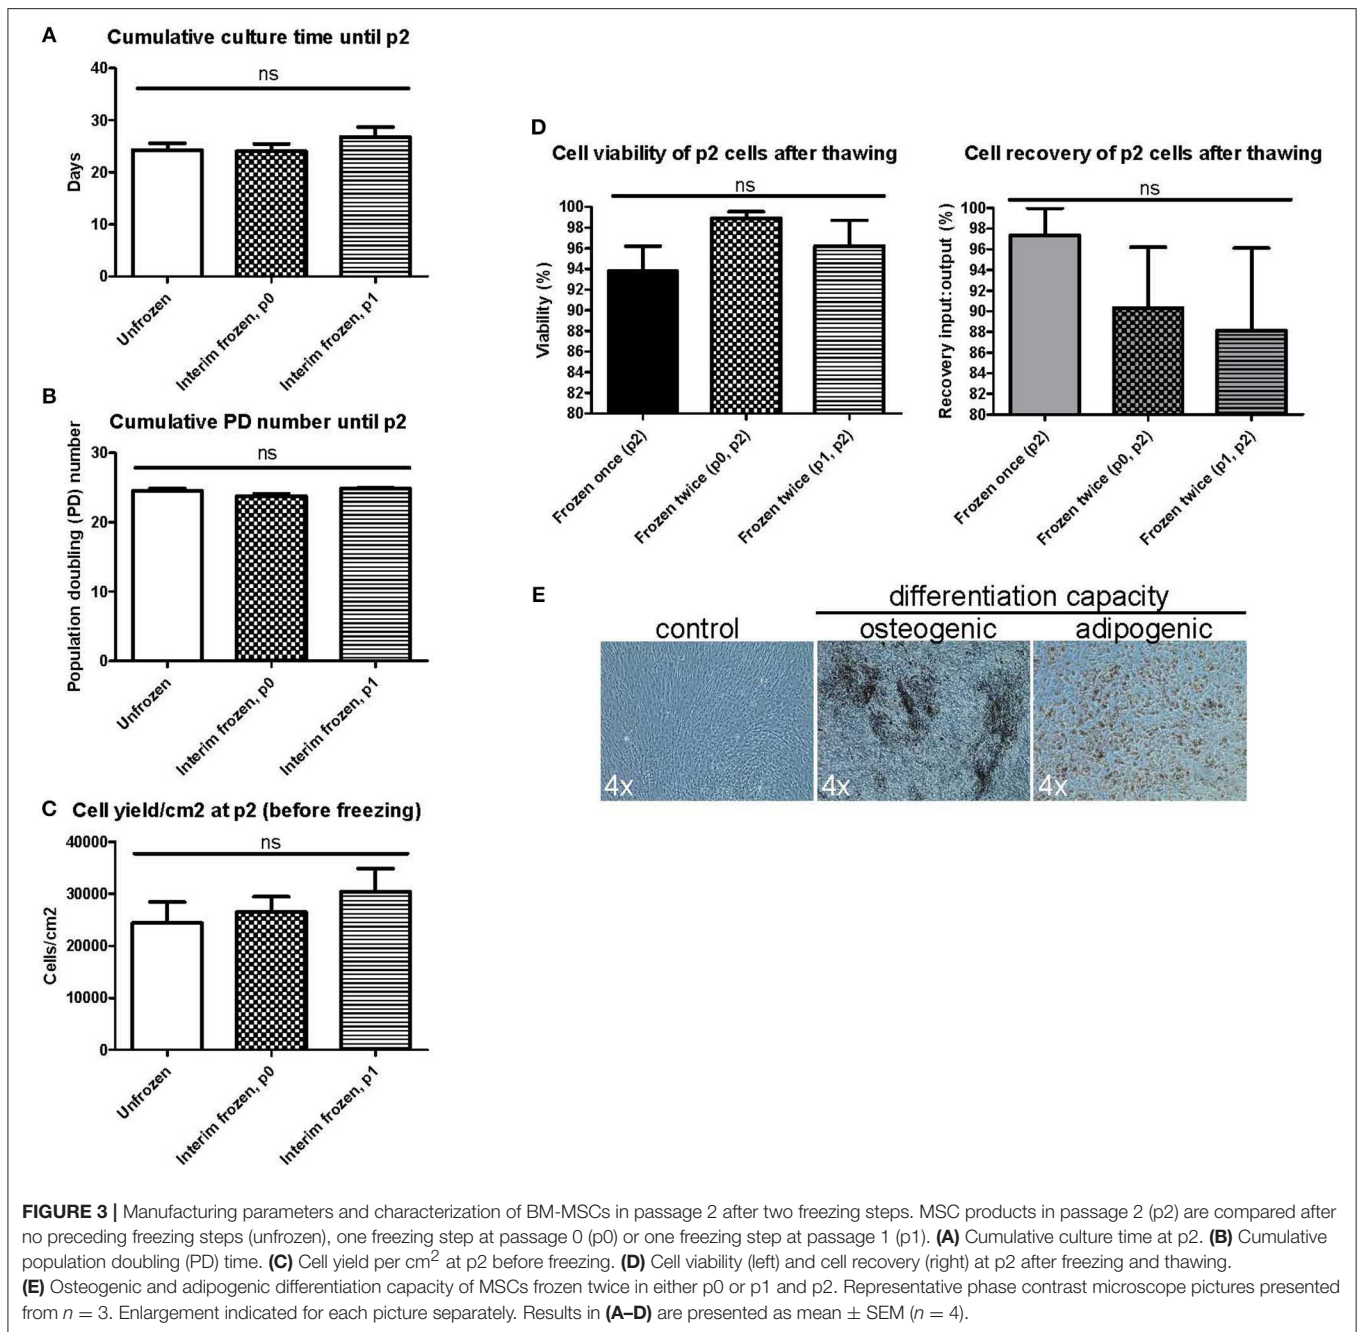 A
Cumulative culture time until p2
ns
40
30
20
10
0
Days
Unfrozen
Interim frozen, p0
Interim frozen, p1
B
Cumulative PD number until p2
ns
30
20
10
0
Population doubling (PD) number
Unfrozen
Interim frozen, p0
Interim frozen, p1
C
Cell yield/cm2 at p2 (before freezing)
ns
40000
30000
20000
10000
0
Cells/cm2
Unfrozen
Interim frozen, p0
Interim frozen, p1
D
Cell viability of p2 cells after thawing
ns
100
98
96
94
92
90
88
86
84
82
80
Viability (%)
Frozen once (p2)
Frozen twice (p0, p2)
Frozen twice (p1, p2)
Cell recovery of p2 cells after thawing
ns
100
98
96
94
92
90
88
86
84
82
80
Recovery input:output (%)
Frozen once (p2)
Frozen twice (p0, p2)
Frozen twice (p1, p2)
E
differentiation capacity
control osteogenic adipogenic
4x 4x 4x
FIGURE 3 | Manufacturing parameters and characterization of BM-MSCs in passage 2 after two freezing steps. MSC products in passage 2 (p2) are compared after
no preceding freezing steps (unfrozen), one freezing step at passage 0 (p0) or one freezing step at passage 1 (p1). (A) Cumulative culture time at p2. (B) Cumulative
population doubling (PD) time. (C) Cell yield per cm² at p2 before freezing. (D) Cell viability (left) and cell recovery (right) at p2 after freezing and thawing.
(E) Osteogenic and adipogenic differentiation capacity of MSCs frozen twice in either p0 or p1 and p2. Representative phase contrast microscope pictures presented
from n = 3. Enlargement indicated for each picture separately. Results in (A–D) are presented as mean ± SEM (n = 4).